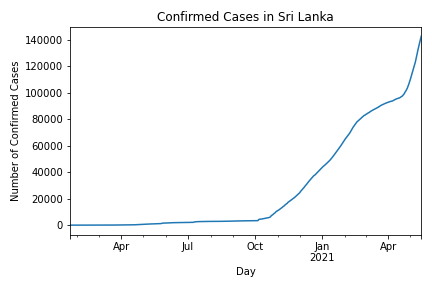 Confirmed Cases in Sri Lanka
140000
120000
100000
80000
60000
40000
20000
0
Number of Confirmed Cases
Apr Jul Oct Jan Apr
2021
Day